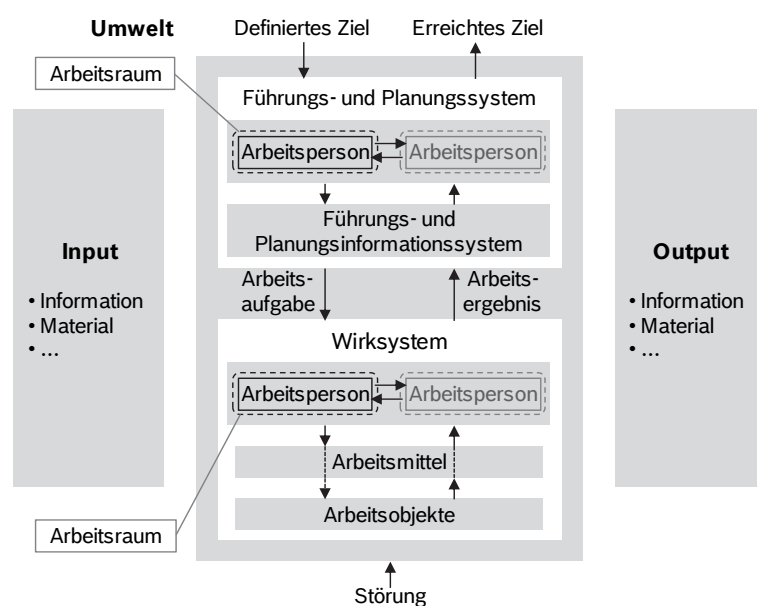 Umwelt
Definiertes Ziel
Erreichtes Ziel
Arbeitsraum
Führungs- und Planungssystem
Arbeitsperson
Arbeitsperson
Führungs- und
Planungsinformationssystem
Input
• Information
• Material
• …
Arbeits-
aufgabe
Arbeits-
ergebnis
Output
• Information
• Material
• …
Wirksystem
Arbeitsperson
Arbeitsperson
Arbeitsmittel
Arbeitsobjekte
Arbeitsraum
Störung